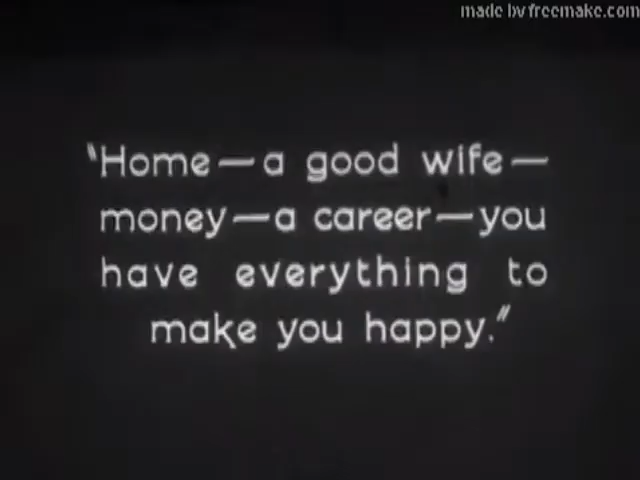 made by freemake.com
"Home—a good wife—
money—a career—you
have everything to
make you happy."